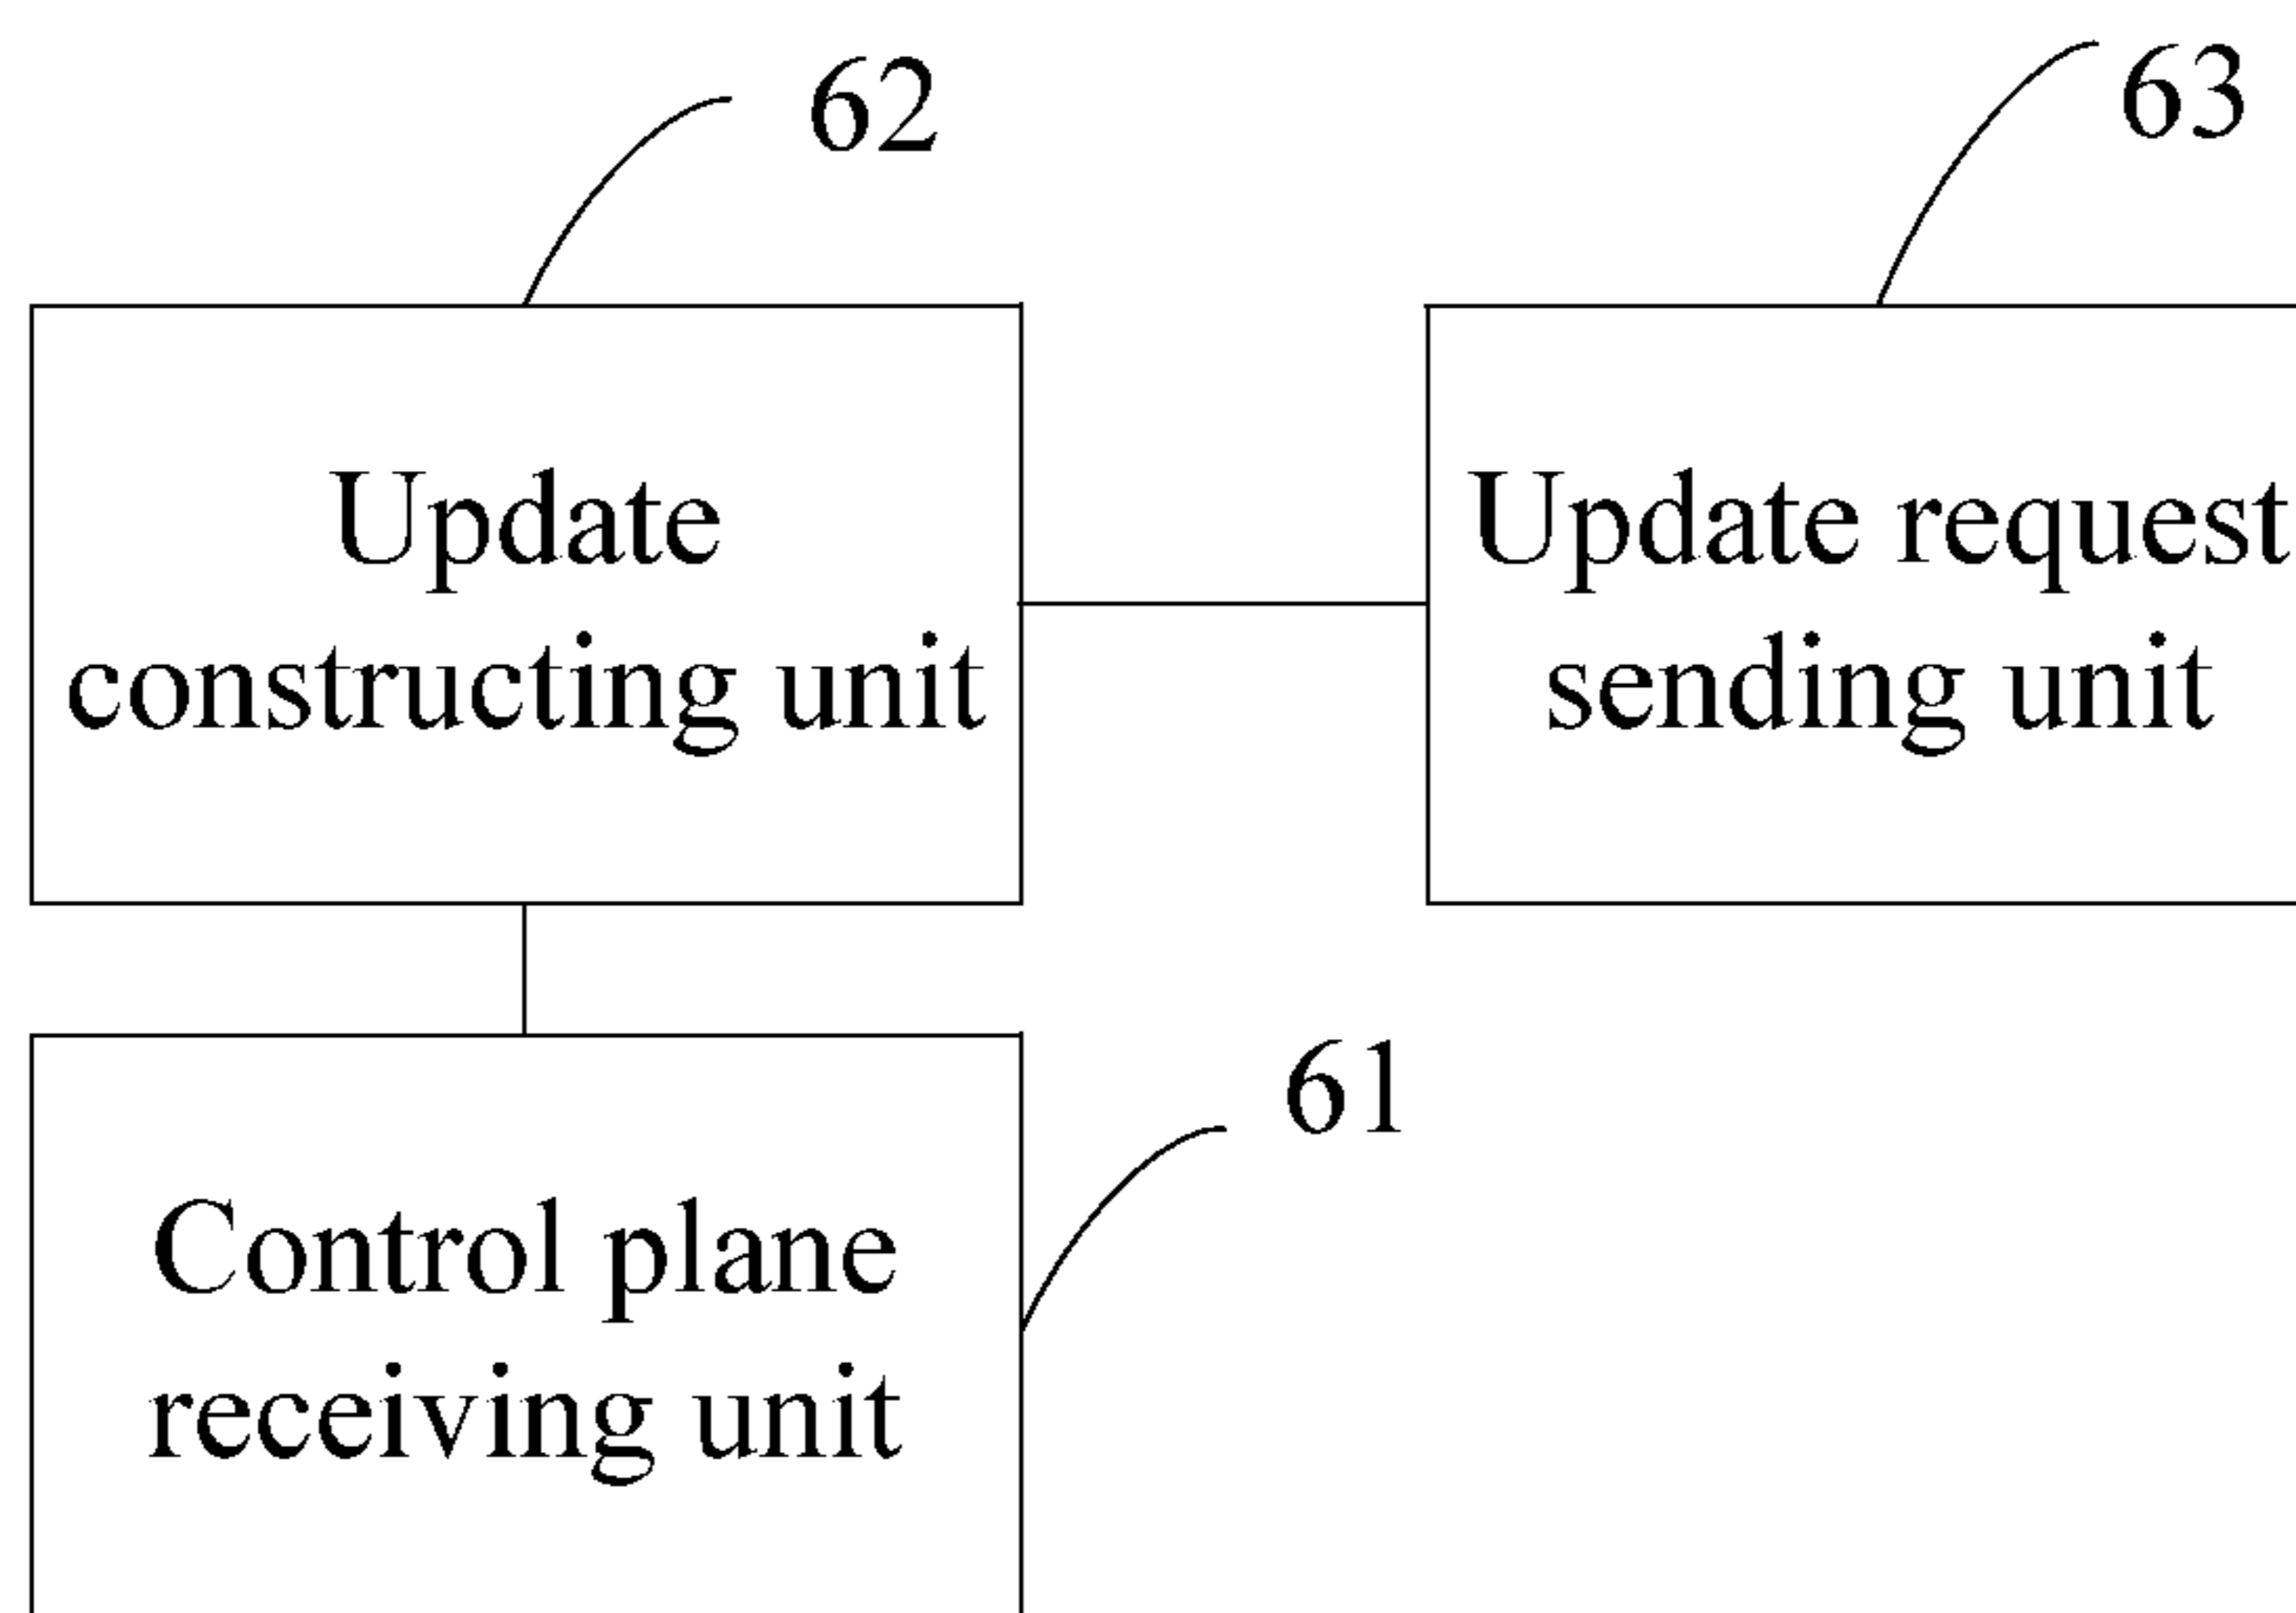 62
63
Update
constructing unit
Update request
sending unit
61
Control plane
receiving unit